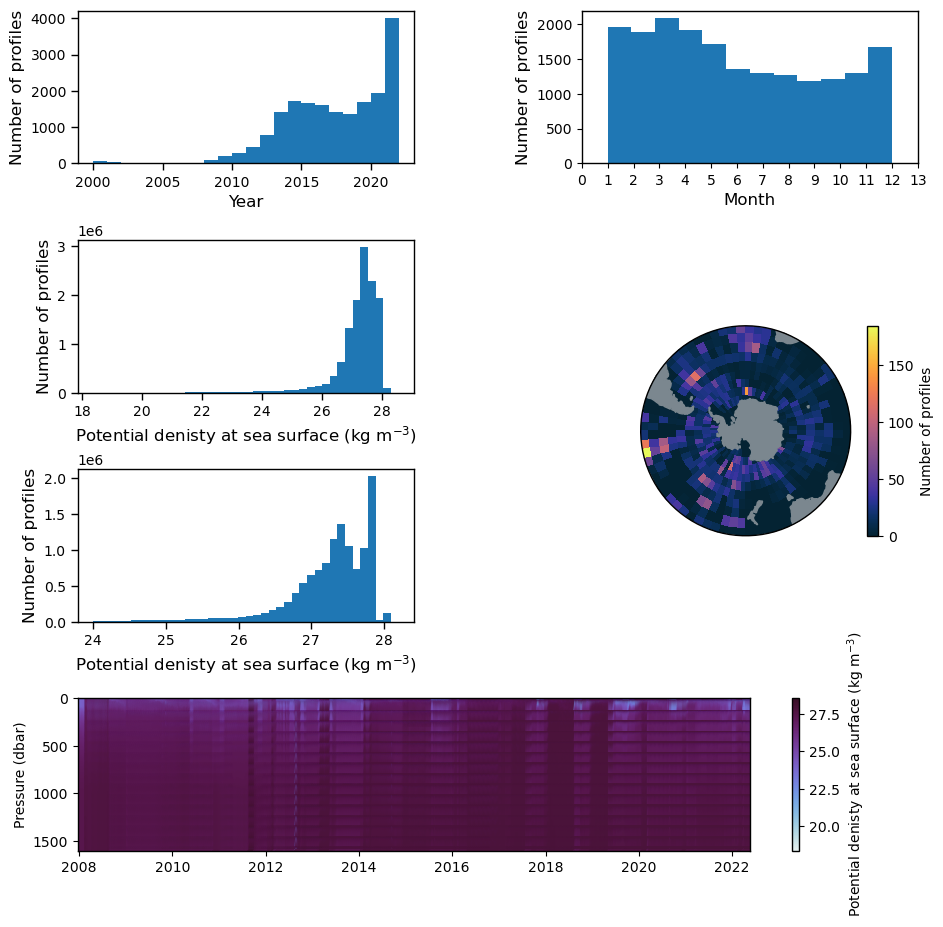 Number of profiles
4000
3000
2000
1000
0
2000
2005
2010
2015
2020
Year
Number of profiles
2000
1500
1000
500
0
0 1 2 3 4 5 6 7 8 9 10 11 12 13
Month
1e6
Number of profiles
3
2
1
0
18 20 22 24 26 28
Potential denisty at sea surface (kg m⁻³)
150
100
50
0
Number of profiles
1e6
Number of profiles
2.0
1.5
1.0
0.5
0.0
24 25 26 27 28
Potential denisty at sea surface (kg m⁻³)
Pressure (dbar)
0
500
1000
1500
2008 2010 2012 2014 2016 2018 2020 2022
27.5
25.0
22.5
20.0
Potential denisty at sea surface (kg m⁻³)